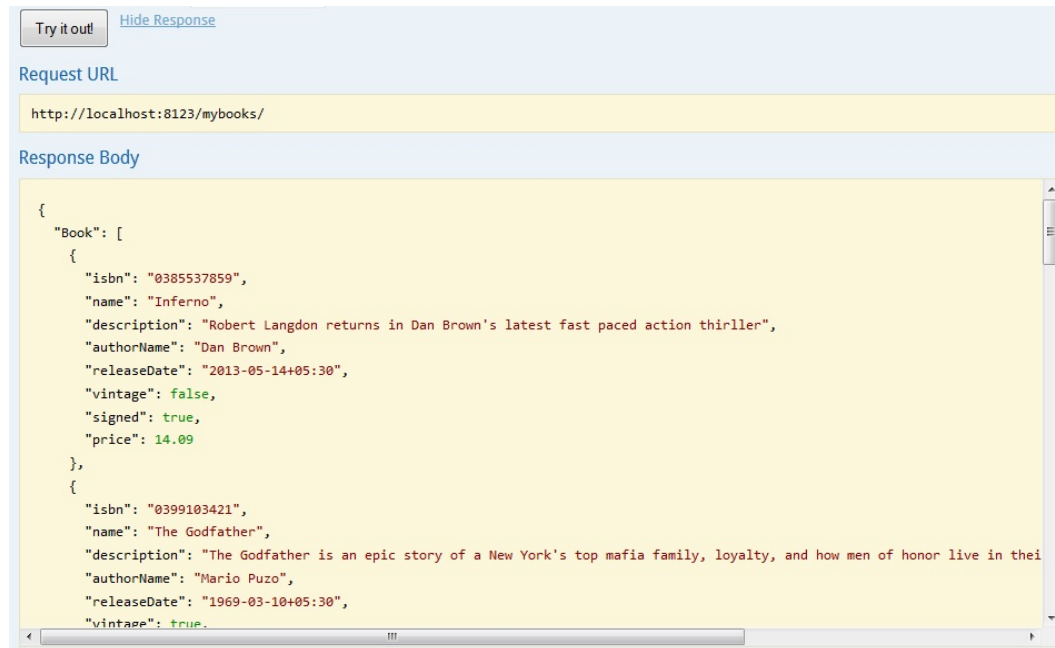 Try it out! Hide Response
Request URL
http://localhost:8123/mybooks/
Response Body
{
"Book": [
{
"isbn": "0385537859",
"name": "Inferno",
"description": "Robert Langdon returns in Dan Brown's latest fast paced action thirller",
"authorName": "Dan Brown",
"releaseDate": "2013-05-14+05:30",
"vintage": false,
"signed": true,
"price": 14.09
},
{
"isbn": "0399103421",
"name": "The Godfather",
"description": "The Godfather is an epic story of a New York's top mafia family, loyalty, and how men of honor live in thei
"authorName": "Mario Puzo",
"releaseDate": "1969-03-10+05:30",
"vintage": true,